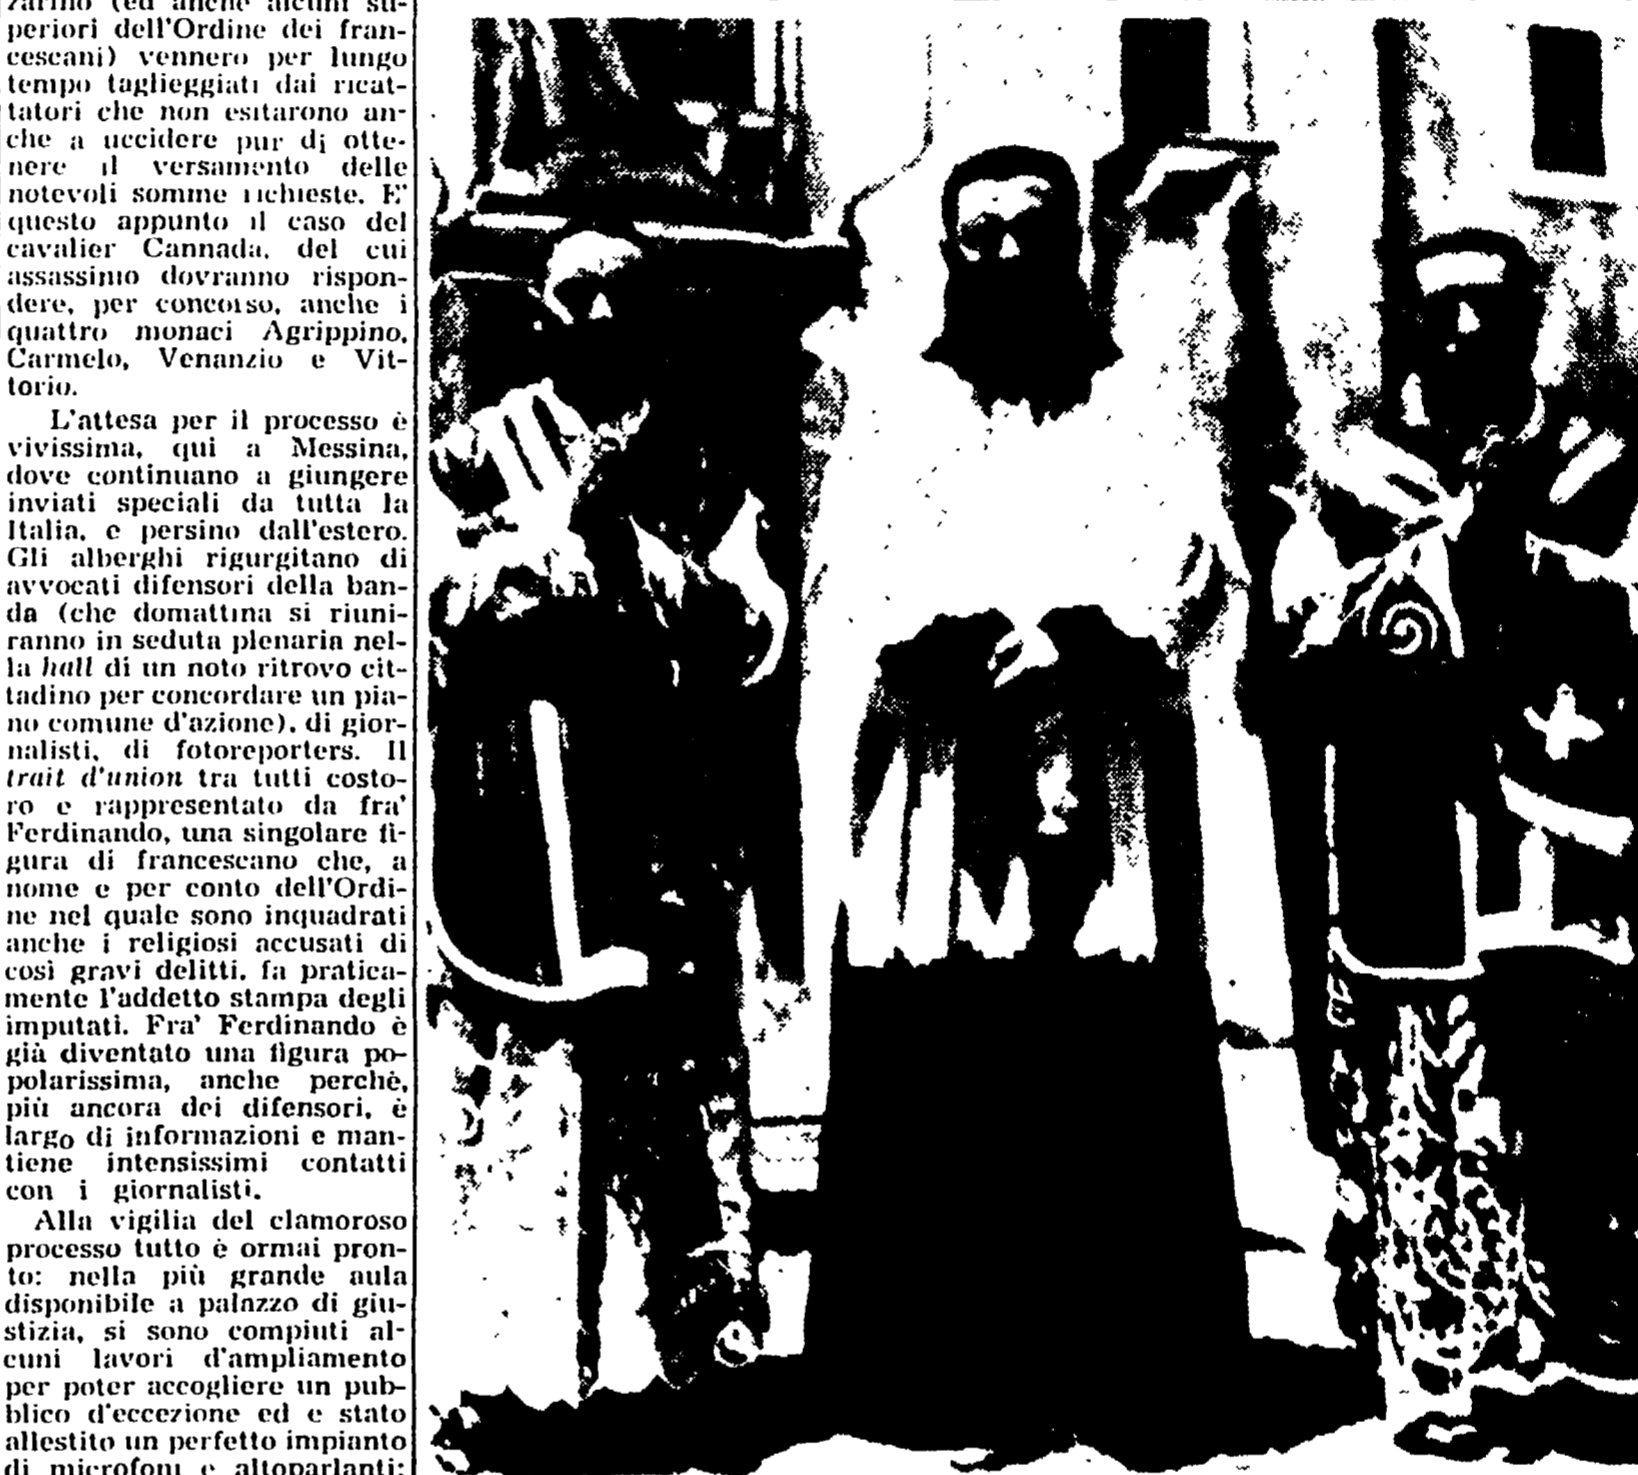 zarino (ed anche alcuni su-
periori dell'Ordine dei fran-
cescani) vennero per lungo
tempo taglieggiati dai ricat-
tatori che non esitarono an-
che a uccidere pur di otte-
nere il versamento delle
notevoli somme richieste. E'
questo appunto il caso del
cavalier Cannada, del cui
assassinio dovranno rispon-
dere, per concorso, anche i
quattro monaci Agrippino,
Carmelo, Venanzio e Vit-
torio.
L'attesa per il processo è
vivissima, qui a Messina,
dove continuano a giungere
inviati speciali da tutta la
Italia, e persino dall'estero.
Gli alberghi rigurgitano di
avvocati difensori della ban-
da (che domattina si riuni-
ranno in seduta plenaria nel-
la hall di un noto ritrovo cit-
tadino per concordare un pia-
no comune d'azione), di gior-
nalisti, di fotoreporters. Il
trait d'union tra tutti costo-
ro e rappresentato da fra'
Ferdinando, una singolare fi-
gura di francescano che, a
nome e per conto dell'Ordi-
ne nel quale sono inquadrati
anche i religiosi accusati di
così gravi delitti, fa pratica-
mente l'addetto stampa degli
imputati. Fra' Ferdinando è
già diventato una figura po-
polarissima, anche perchè,
più ancora dei difensori, è
largo di informazioni e man-
tiene intensissimi contatti
con i giornalisti.
Alla vigilia del clamoroso
processo tutto è ormai pron-
to: nella più grande aula
disponibile a palazzo di giu-
stizia, si sono compiuti al-
cuni lavori d'ampliamento
per poter accogliere un pub-
blico d'eccezione ed e stato
allestito un perfetto impianto
di microfoni e altoparlanti: